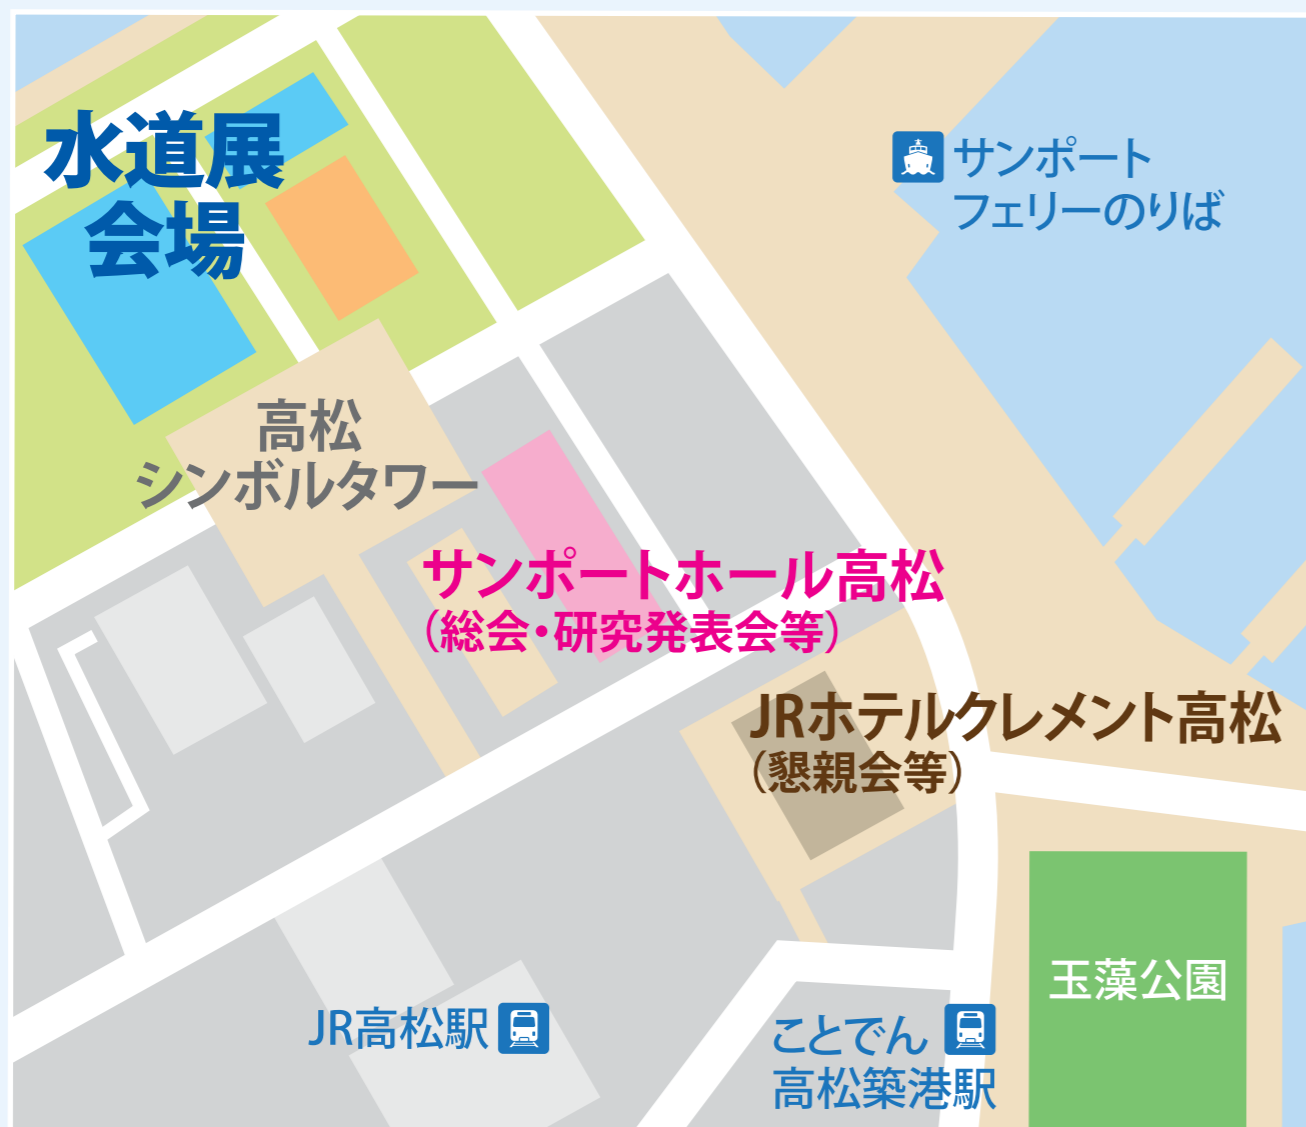 水道展
会場
サンポート
フェリーのりば
高松
シンボルタワー
サンポートホール高松
（総会・研究発表会等）
JRホテルクレメント高松
（懇親会等）
玉藻公園
JR高松駅
ことでん
高松築港駅